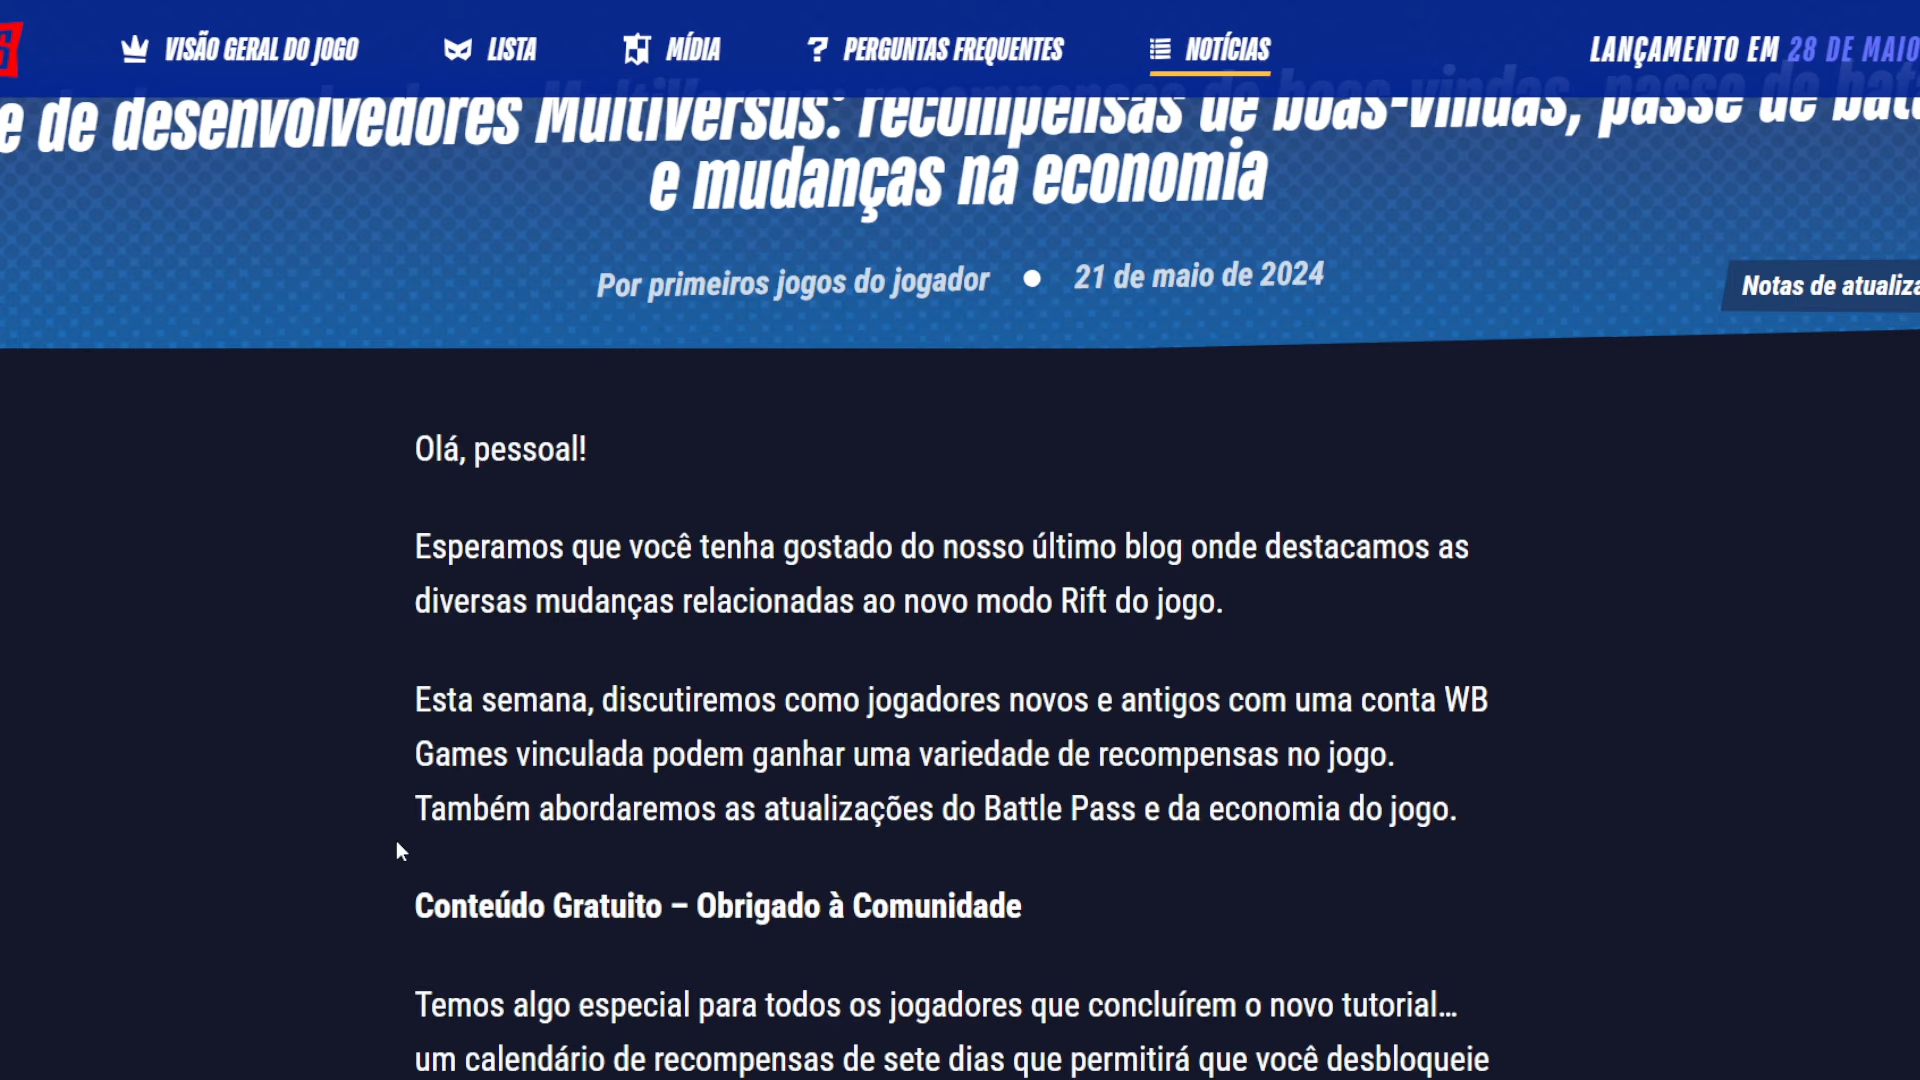 VISÃO GERAL DO JOGO LISTA MÍDIA ? PERGUNTAS FREQUENTES NOTÍCIAS LANÇAMENTO EM 28 DE MAIO
de desenvolvedores MultiVersus: recompensas de boas-vindas, passe de
e mudanças na economia
Por primeiros jogos do jogador 21 de maio de 2024
Notas de
Olá, pessoal!
Esperamos que você tenha gostado do nosso último blog onde destacamos as
diversas mudanças relacionadas ao novo modo Rift do jogo.
Esta semana, discutiremos como jogadores novos e antigos com uma conta WB
Games vinculada podem ganhar uma variedade de recompensas no jogo.
Também abordaremos as atualizações do Battle Pass e da economia do jogo.
Conteúdo Gratuito – Obrigado à Comunidade
Temos algo especial para todos os jogadores que concluírem o novo tutorial…
um calendário de recompensas de sete dias que permitirá que você desbloqueie